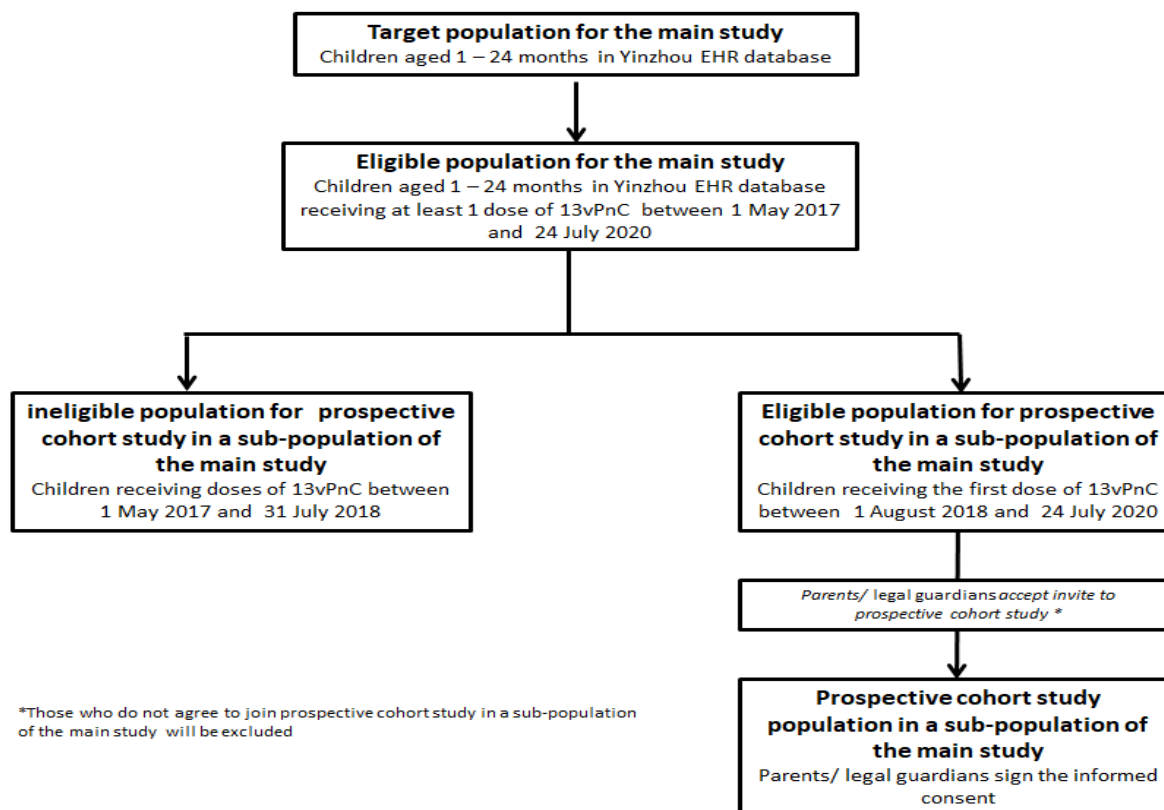 Target population for the main study
Children aged 1 – 24 months in Yinzhou EHR database
Eligible population for the main study
Children aged 1 – 24 months in Yinzhou EHR database
receiving at least 1 dose of 13vPnC between 1 May 2017
and 24 July 2020
ineligible population for prospective
cohort study in a sub-population of
the main study
Children receiving doses of 13vPnC between
1 May 2017 and 31 July 2018
Eligible population for prospective
cohort study in a sub-population of
the main study
Children receiving the first dose of 13vPnC
between 1 August 2018 and 24 July 2020
Parents/ legal guardians accept invite to
prospective cohort study *
Prospective cohort study
population in a sub-population of
the main study
Parents/ legal guardians sign the informed
consent
*Those who do not agree to join prospective cohort study in a sub-population
of the main study will be excluded